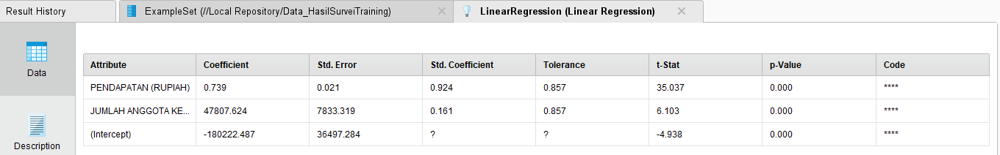 Result History ExampleSet (//Local Repository/Data_HasilSurveiTraining) LinearRegression (Linear Regression)
Data
Description
Attribute Coefficient Std. Error Std. Coefficient Tolerance t-Stat p-Value Code
PENDAPATAN (RUPIAH) 0.739 0.021 0.924 0.857 35.037 0.000 ****
JUMLAH ANGGOTA KE... 47807.624 7833.319 0.161 0.857 6.103 0.000 ****
(Intercept) -180222.487 36497.284 ? ? -4.938 0.000 ****